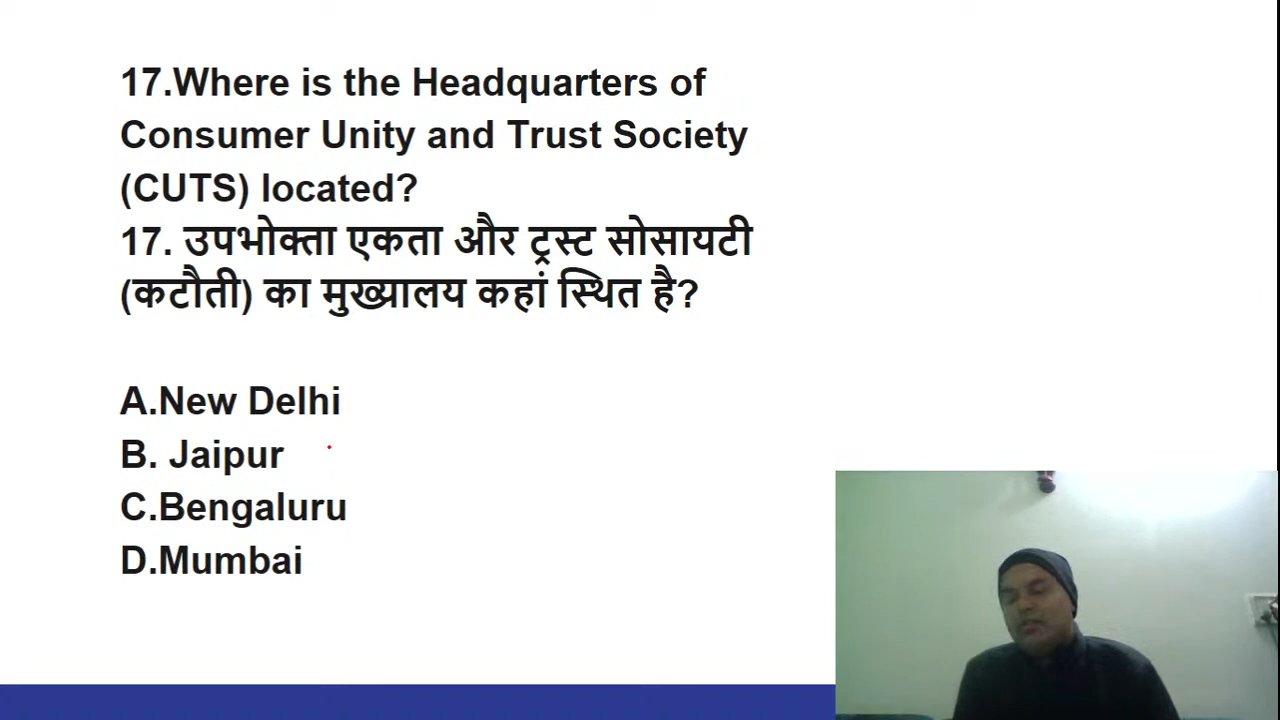 17.Where is the Headquarters of
Consumer Unity and Trust Society
(CUTS) located?
17. उपभोक्ता एकता और ट्रस्ट सोसायटी
(कटौती) का मुख्यालय कहां स्थित है?
A.New Delhi
B. Jaipur
C.Bengaluru
D.Mumbai